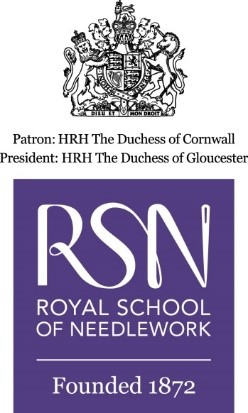 DIEU ET MON DROIT
Patron: HRH The Duchess of Cornwall
President: HRH The Duchess of Gloucester
RSN
ROYAL SCHOOL
OF NEEDLEWORK
Founded 1872